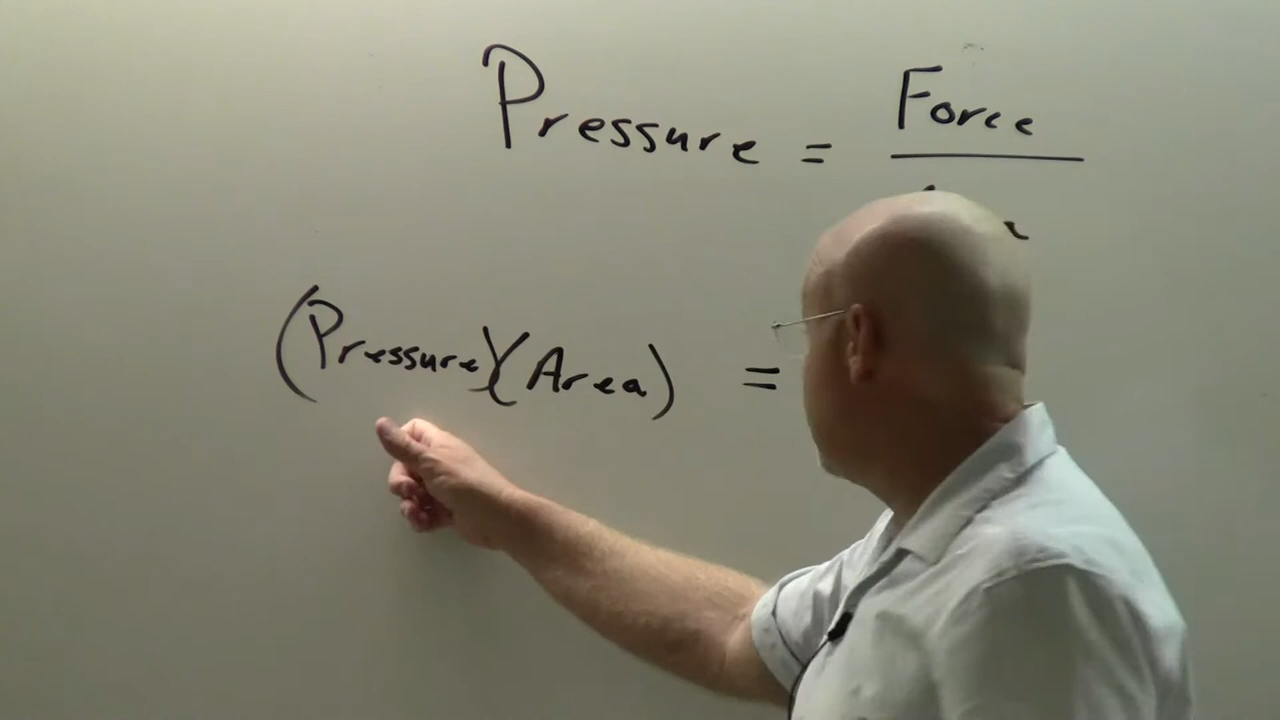 Pressure = Force
(Pressure)(Area) =